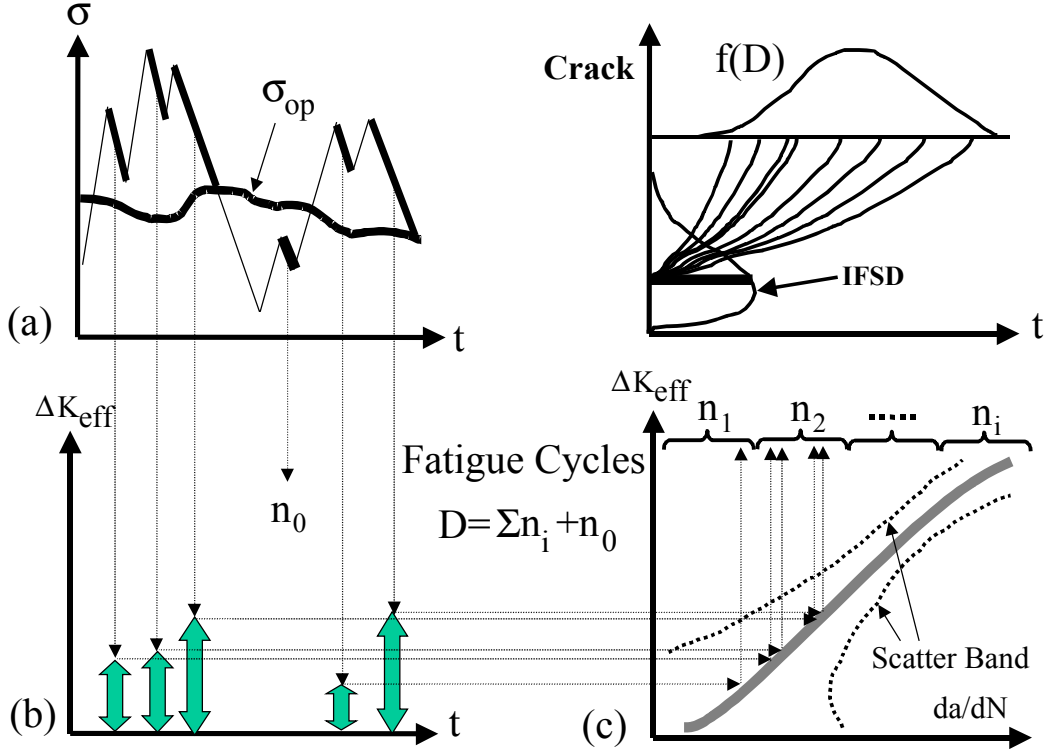 σ
σop
(a)
t
Crack
f(D)
IFSD
t
ΔKeff
n0
(b)
t
Fatigue Cycles
D=Σni+n0
ΔKeff
n1 n2 ni
Scatter Band
da/dN
(c)